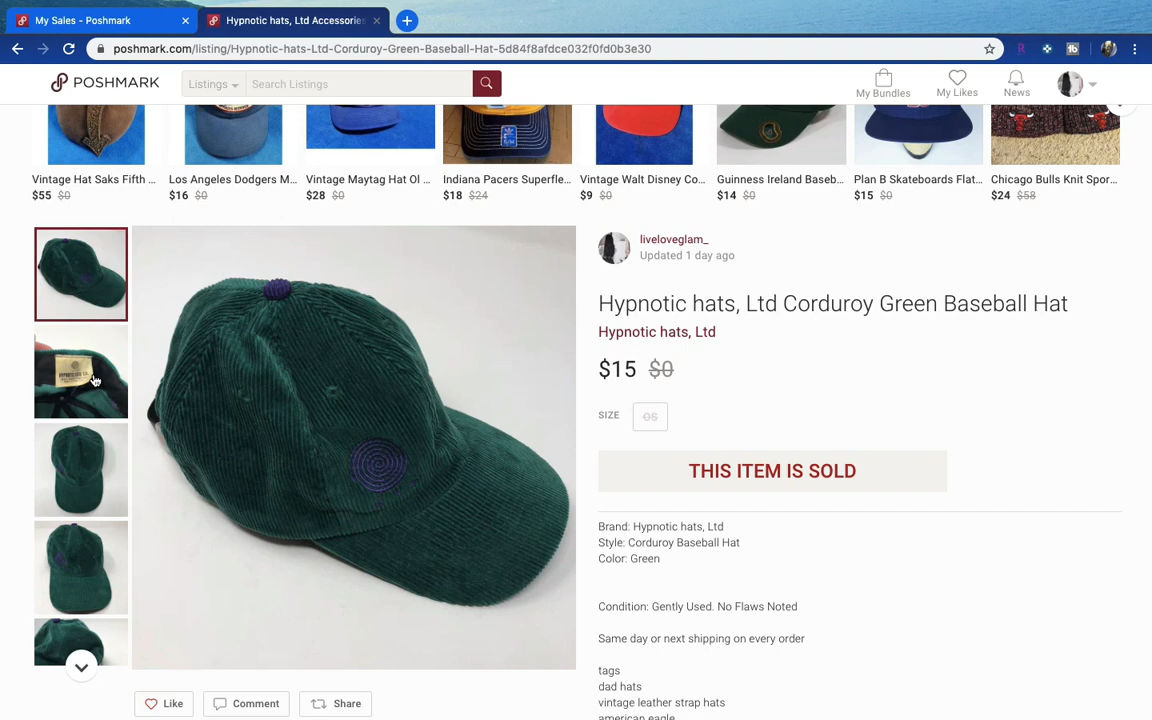 My Sales - Poshmark
Hypnotic hats, Ltd Accessories
poshmark.com/listing/Hypnotic-hats-Ltd-Corduroy-Green-Baseball-Hat-5d84f8afdce032f0fd0b3e30
POSHMARK
Listings
Search Listings
My Bundles
My Likes
News
Vintage Hat Saks Fifth ...
Los Angeles Dodgers M...
Vintage Maytag Hat Ol ...
Indiana Pacers Superfle...
Vintage Walt Disney Co...
Guinness Ireland Baseb...
Plan B Skateboards Flat...
Chicago Bulls Knit Spor...
$55 $0
$16 $0
$28 $0
$18 $24
$9 $0
$14 $0
$15 $0
$24 $58
liveloveglam_
Updated 1 day ago
Hypnotic hats, Ltd Corduroy Green Baseball Hat
Hypnotic hats, Ltd
$15 $0
SIZE
OS
THIS ITEM IS SOLD
Brand: Hypnotic hats, Ltd
Style: Corduroy Baseball Hat
Color: Green
Condition: Gently Used. No Flaws Noted
Same day or next shipping on every order
tags
dad hats
vintage leather strap hats
american eagle
Like
Comment
Share